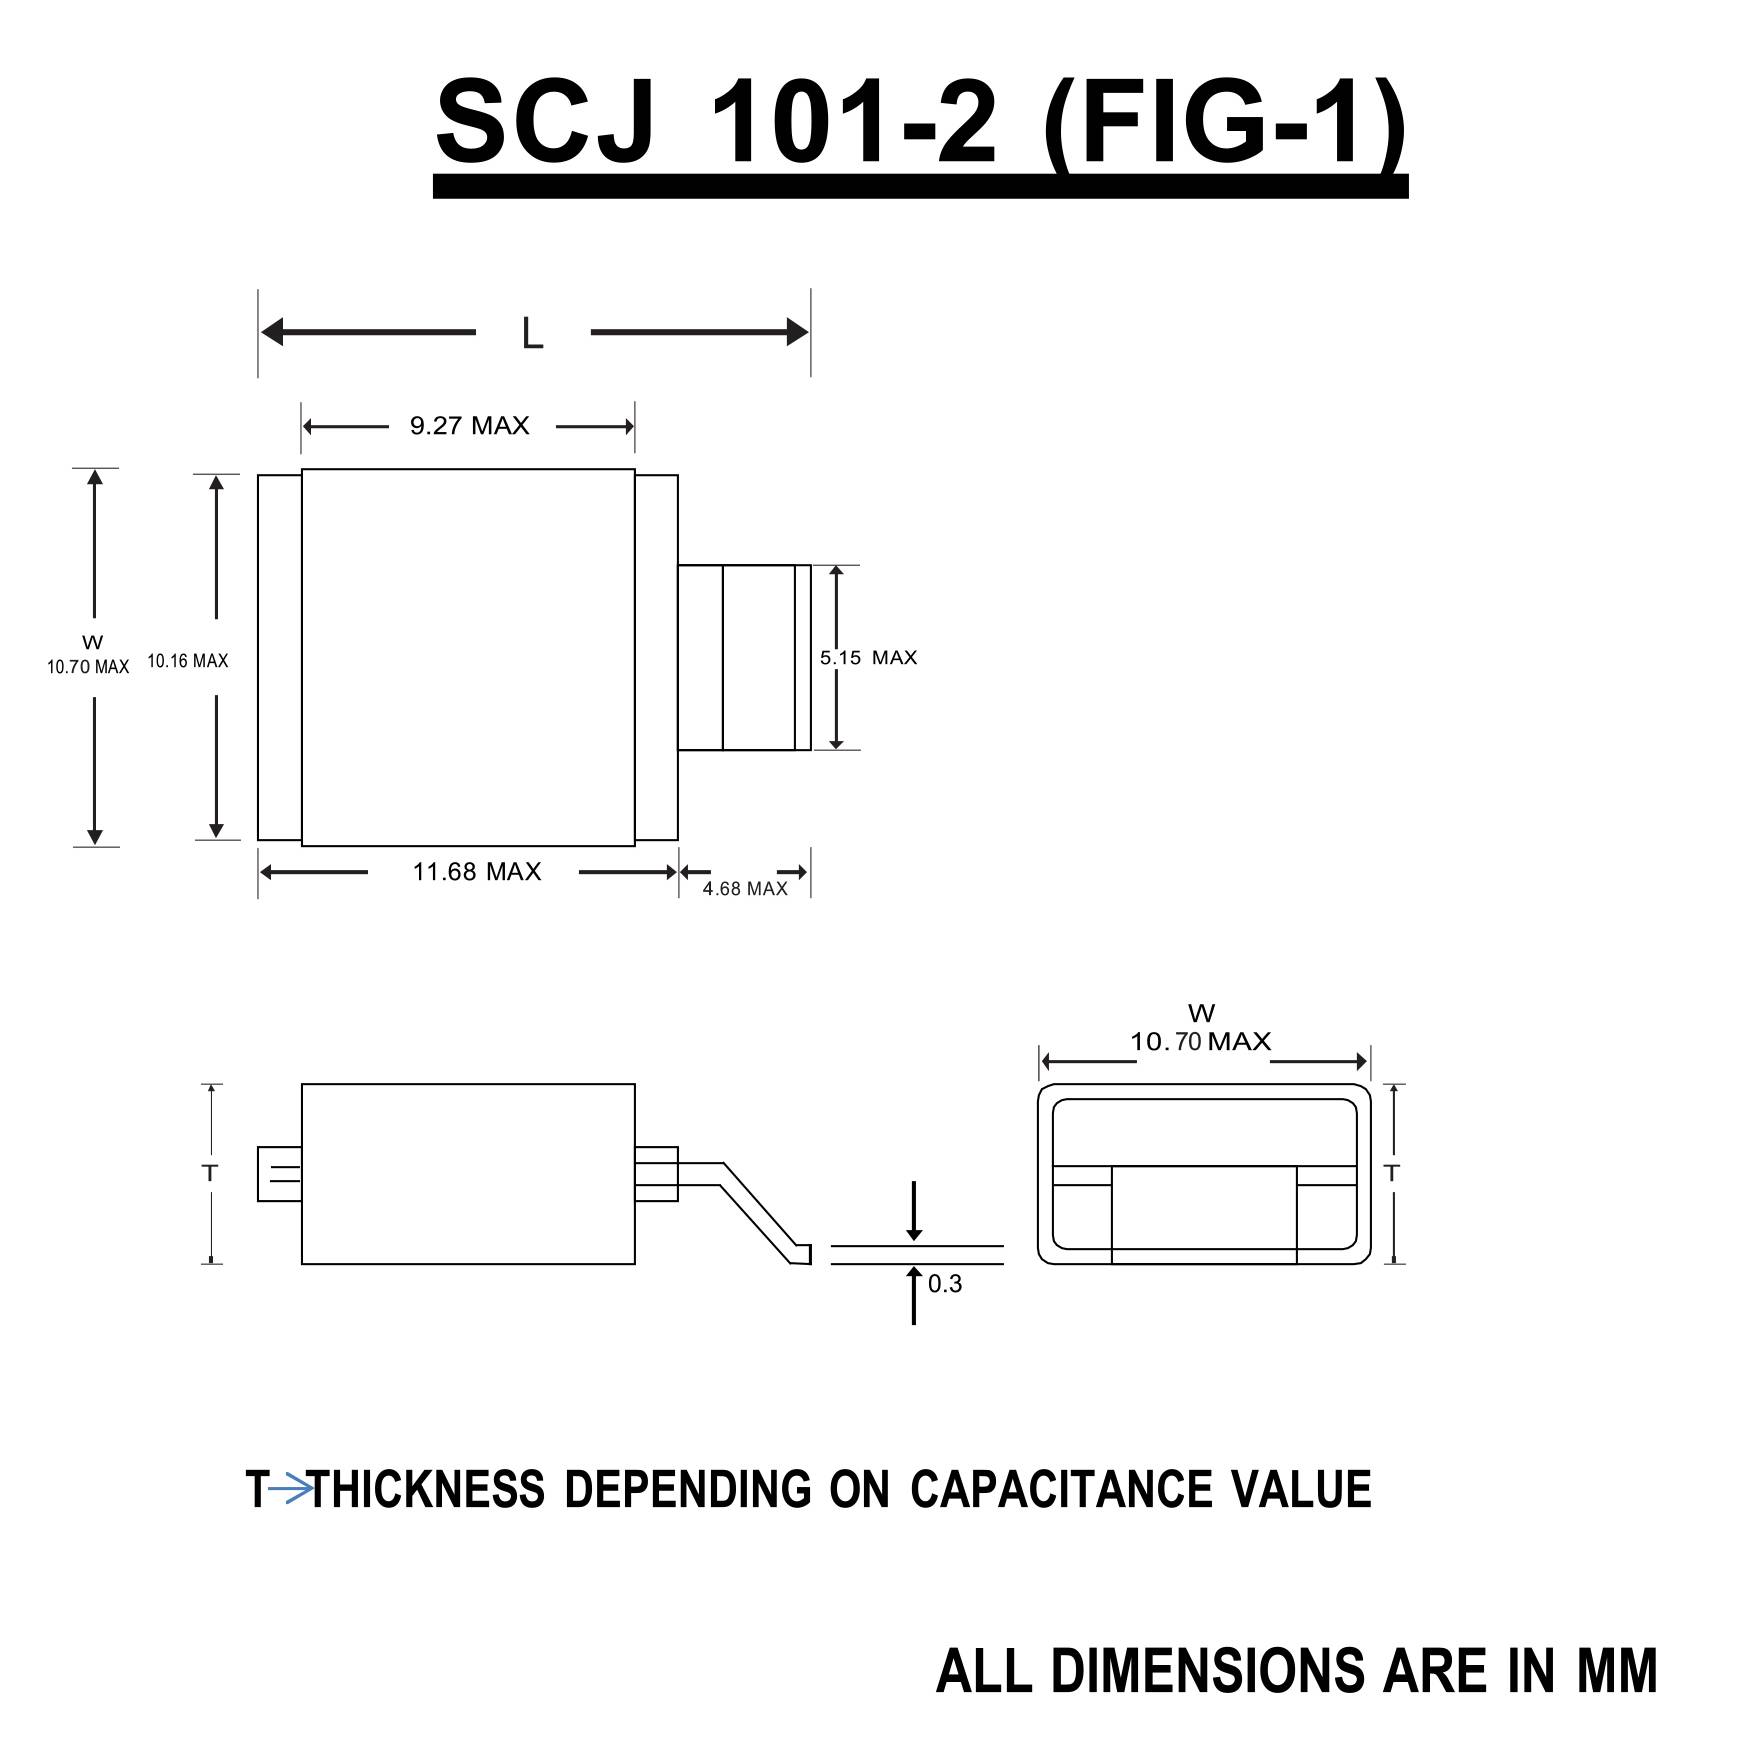 SCJ 101-2 (FIG-1)
L
9.27 MAX
W
10.70 MAX
10.16 MAX
5.15 MAX
11.68 MAX
4.68 MAX
W
10.70 MAX
T
T
0.3
T→THICKNESS DEPENDING ON CAPACITANCE VALUE
ALL DIMENSIONS ARE IN MM